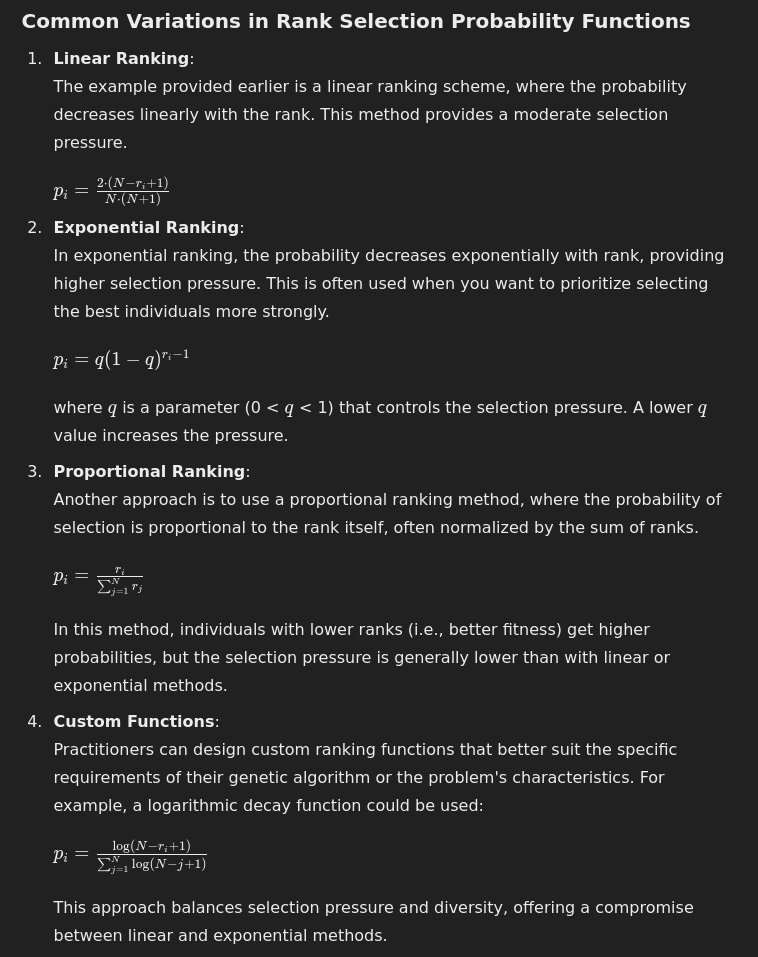 Common Variations in Rank Selection Probability Functions
1. Linear Ranking:
The example provided earlier is a linear ranking scheme, where the probability
decreases linearly with the rank. This method provides a moderate selection
pressure.
p_i = \frac{2·(N−r_i+1)}{N·(N+1)}
2. Exponential Ranking:
In exponential ranking, the probability decreases exponentially with rank, providing
higher selection pressure. This is often used when you want to prioritize selecting
the best individuals more strongly.
p_i = q(1 − q)^{r_i−1}
where q is a parameter (0 < q < 1) that controls the selection pressure. A lower q
value increases the pressure.
3. Proportional Ranking:
Another approach is to use a proportional ranking method, where the probability of
selection is proportional to the rank itself, often normalized by the sum of ranks.
p_i = \frac{r_i}{\sum_{j=1}^{N} r_j}
In this method, individuals with lower ranks (i.e., better fitness) get higher
probabilities, but the selection pressure is generally lower than with linear or
exponential methods.
4. Custom Functions:
Practitioners can design custom ranking functions that better suit the specific
requirements of their genetic algorithm or the problem's characteristics. For
example, a logarithmic decay function could be used:
p_i = \frac{\log(N−r_i+1)}{\sum_{j=1}^{N} \log(N−j+1)}
This approach balances selection pressure and diversity, offering a compromise
between linear and exponential methods.